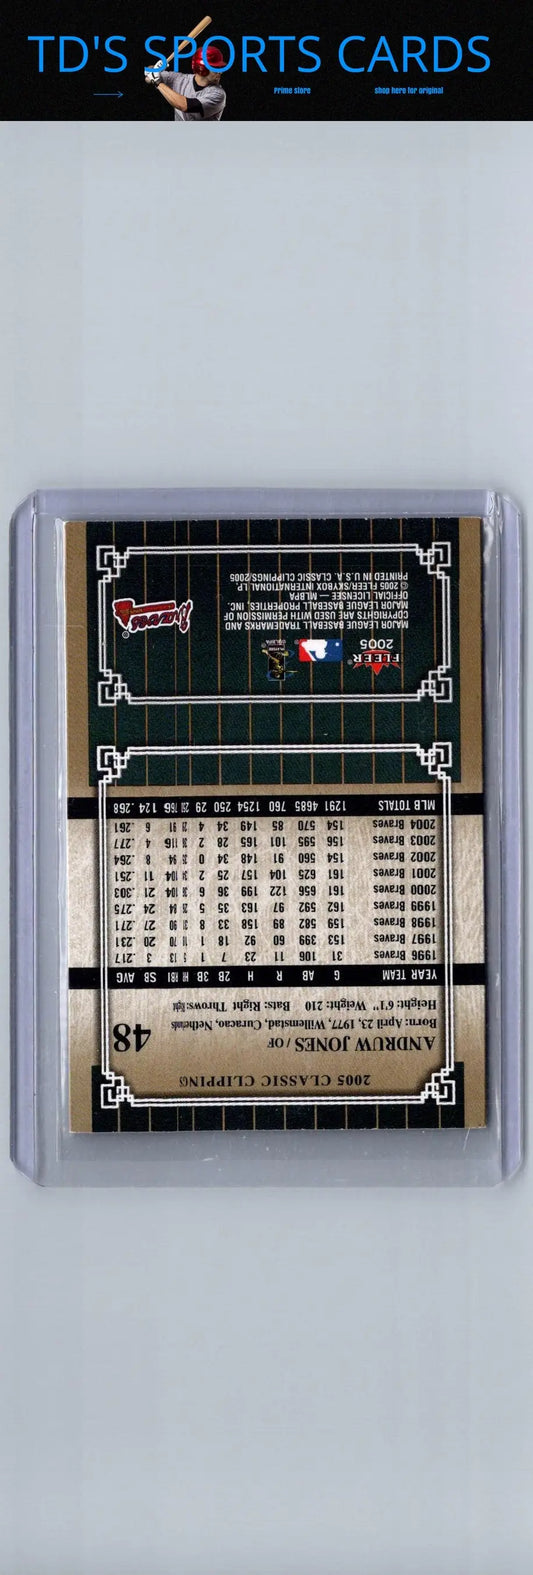 TD'S SPORTS CARDS
Prime store
shop here for original
2005 CLASSIC CLIPPING
ANDRUW JONES / OF
48
Born: April 23, 1977, Willemstad, Curacao, Netherlands
Height: 6'1" Weight: 210 Bats: Right Throws: Right
YEAR TEAM G AB R H 2B 3B HR RBI SB AVG
1996 Braves 31 106 11 23 7 1 5 13 3 .217
1997 Braves 153 399 60 92 18 1 18 70 20 .231
1998 Braves 159 582 89 158 33 8 31 90 27 .271
1999 Braves 162 592 97 163 35 5 26 84 24 .275
2000 Braves 161 656 122 199 36 6 36 104 21 .303
2001 Braves 161 625 104 157 25 2 34 104 11 .251
2002 Braves 154 560 91 148 34 0 35 94 8 .264
2003 Braves 156 595 101 165 28 2 36 116 4 .277
2004 Braves 154 570 85 149 34 4 29 91 6 .261
MLB TOTALS 1291 4685 760 1254 250 29 250 766 124 .268
FLEER®
2005
Braves®
MAJOR LEAGUE BASEBALL TRADEMARKS AND
COPYRIGHTS ARE USED WITH PERMISSION OF
MAJOR LEAGUE BASEBALL PROPERTIES, INC.
OFFICIAL LICENSEE — MLBPA
© 2005 FLEER/SKYBOX INTERNATIONAL LP
PRINTED IN U.S.A. CLASSIC CLIPPINGS/2005